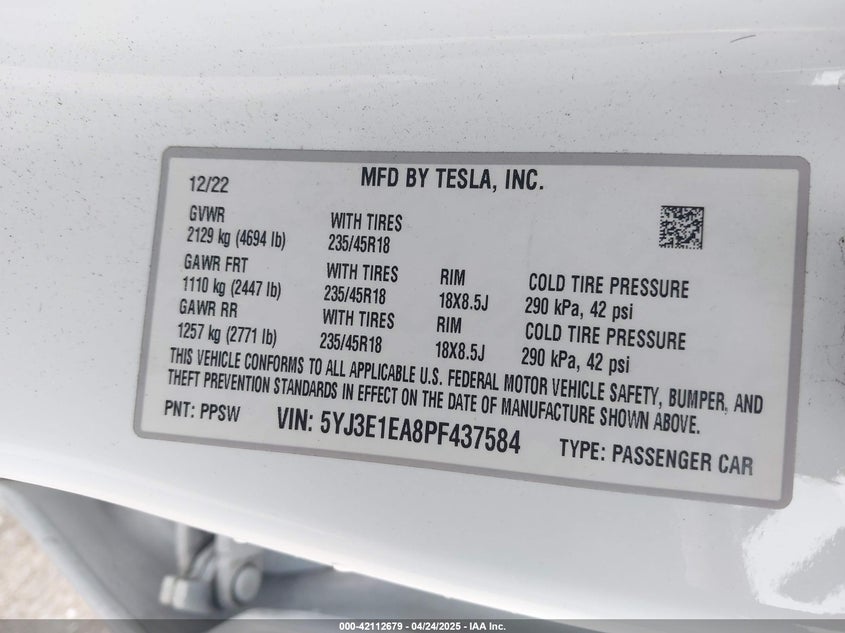 12/22
MFD BY TESLA, INC.
GVWR
2129 kg (4694 lb)
WITH TIRES
235/45R18
GAWR FRT
1110 kg (2447 lb)
WITH TIRES
235/45R18
RIM
18X8.5J
COLD TIRE PRESSURE
290 kPa, 42 psi
GAWR RR
1257 kg (2771 lb)
WITH TIRES
235/45R18
RIM
18X8.5J
COLD TIRE PRESSURE
290 kPa, 42 psi
THIS VEHICLE CONFORMS TO ALL APPLICABLE U.S. FEDERAL MOTOR VEHICLE SAFETY, BUMPER, AND
THEFT PREVENTION STANDARDS IN EFFECT ON THE DATE OF MANUFACTURE SHOWN ABOVE.
PNT: PPSW
VIN: 5YJ3E1EA8PF437584
TYPE: PASSENGER CAR
000-42112679 - 04/24/2025 - IAA Inc.